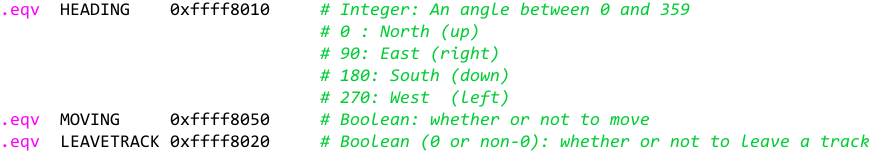 .eqv HEADING 0xffff8010 # Integer: An angle between 0 and 359
# 0 : North (up)
# 90: East (right)
# 180: South (down)
# 270: West  (left)
.eqv MOVING 0xffff8050 # Boolean: whether or not to move
.eqv LEAVETRACK 0xffff8020 # Boolean (0 or non-0): whether or not to leave a track